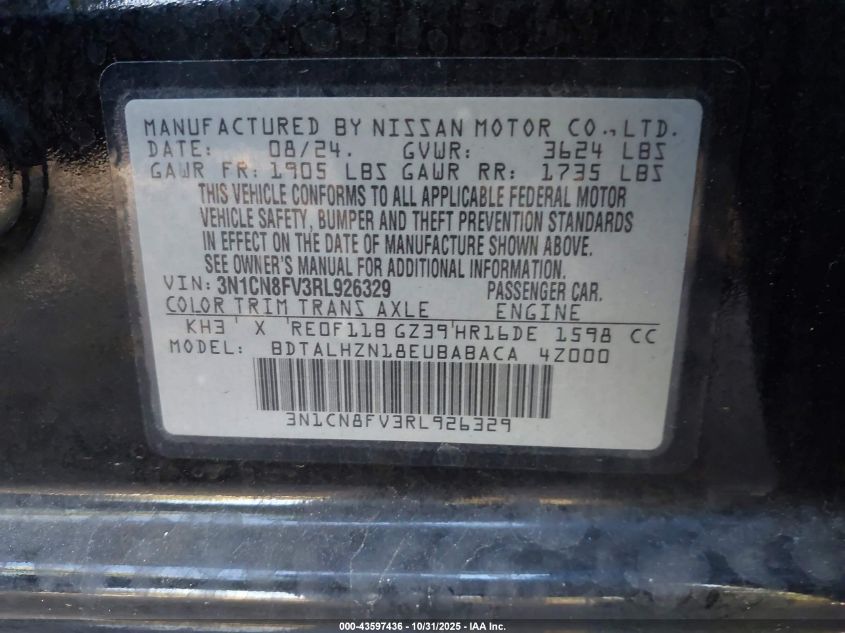 MANUFACTURED BY NISSAN MOTOR CO., LTD.
DATE: 08/24. GVWR: 3624 LBS
GAWR FR: 1905 LBS GAWR RR: 1735 LBS
THIS VEHICLE CONFORMS TO ALL APPLICABLE FEDERAL MOTOR
VEHICLE SAFETY, BUMPER AND THEFT PREVENTION STANDARDS
IN EFFECT ON THE DATE OF MANUFACTURE SHOWN ABOVE.
SEE OWNER'S MANUAL FOR ADDITIONAL INFORMATION.
VIN: 3N1CN8FV3RL926329 PASSENGER CAR.
COLOR TRIM TRANS AXLE ENGINE
KH3 X RE0F11B GZ39 HR16DE 1598 CC
MODEL: BDTALHZN18EUBABACA 4Z000
3N1CN8FV3RL926329
000-43597436 - 10/31/2025 - IAA Inc.